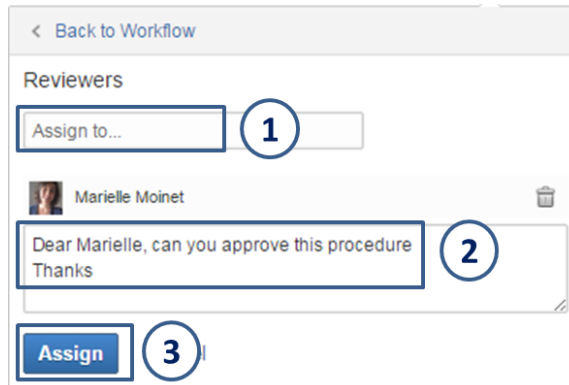 < Back to Workflow
Reviewers
Assign to...
1
Marielle Moinet
Dear Marielle, can you approve this procedure
Thanks
2
Assign
3